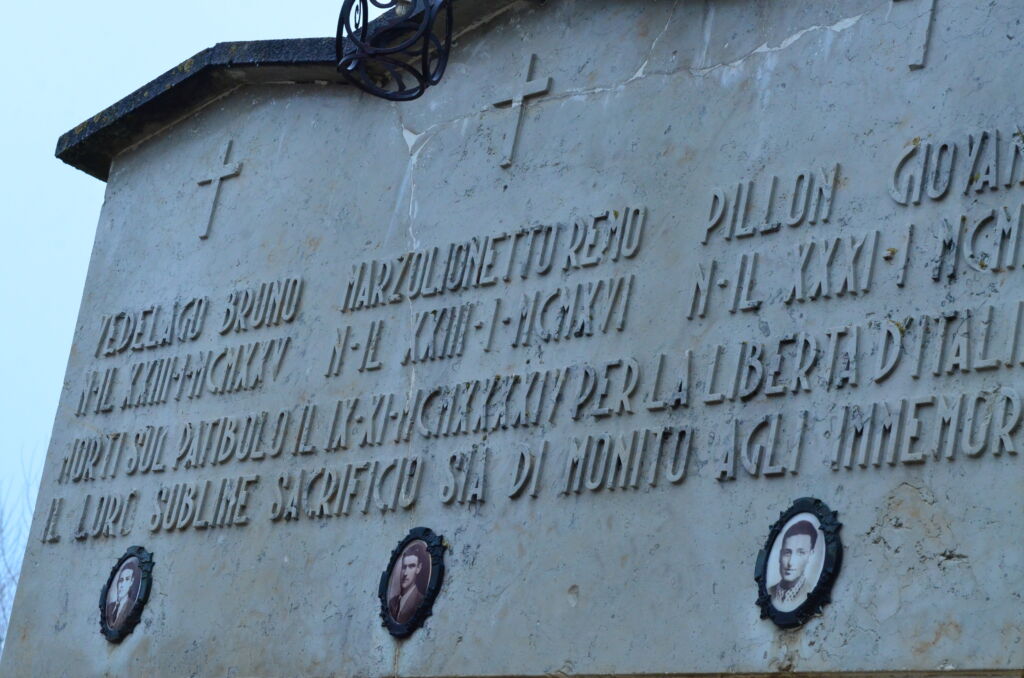 VEDELAGO BRUNO MARZOLIONETTO REMO PILLON GIOVAN
N·IL XXIII·I·MCMXXV N·IL XXIII·I·MCMXVI N·IL XXXI·I MCM
MORTI SUL PATIBOLO IL IX·XI·MCMXXXXIV PER LA LIBERTA D'ITALI
IL LORO SUBLIME SACRIFICIO SIA DI MONITO AGLI IMMEMOR